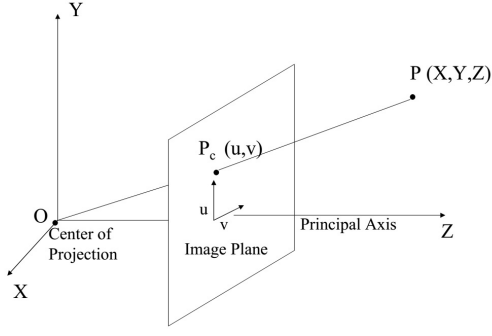 Y
P (X,Y,Z)
Pc (u,v)
O
u
v
Center of
Projection
Image Plane
Principal Axis
Z
X